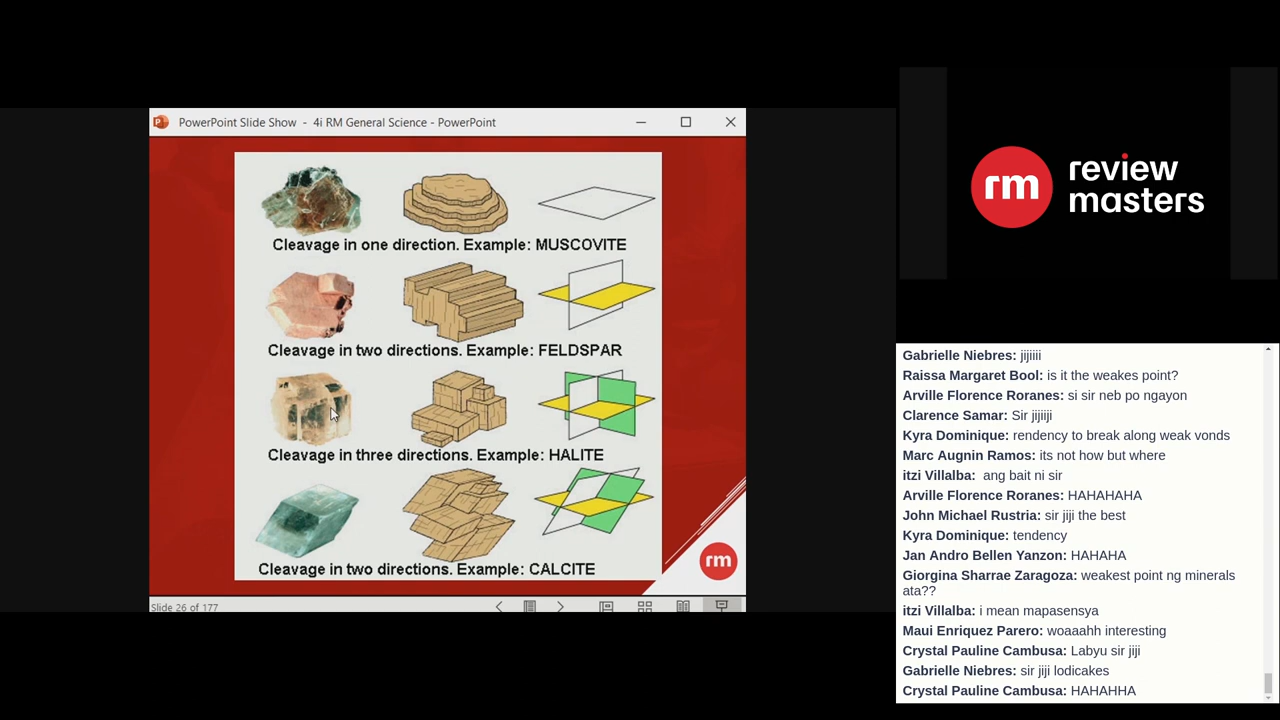 PowerPoint Slide Show - 4i RM General Science - PowerPoint
Cleavage in one direction. Example: MUSCOVITE
Cleavage in two directions. Example: FELDSPAR
Cleavage in three directions. Example: HALITE
Cleavage in two directions. Example: CALCITE
rm
Slide 26 of 177
rm review
masters
Gabrielle Niebres: jijiiii
Raissa Margaret Bool: is it the weakes point?
Arville Florence Roranes: si sir neb po ngayon
Clarence Samar: Sir jijiiji
Kyra Dominique: rendency to break along weak vonds
Marc Augnin Ramos: its not how but where
itzi Villalba: ang bait ni sir
Arville Florence Roranes: HAHAHAHA
John Michael Rustria: sir jiji the best
Kyra Dominique: tendency
Jan Andro Bellen Yanzon: HAHAHA
Giorgina Sharrae Zaragoza: weakest point ng minerals
ata??
itzi Villalba: i mean mapasensya
Maui Enriquez Parero: woaaahh interesting
Crystal Pauline Cambusa: Labyu sir jiji
Gabrielle Niebres: sir jiji lodicakes
Crystal Pauline Cambusa: HAHAHHA